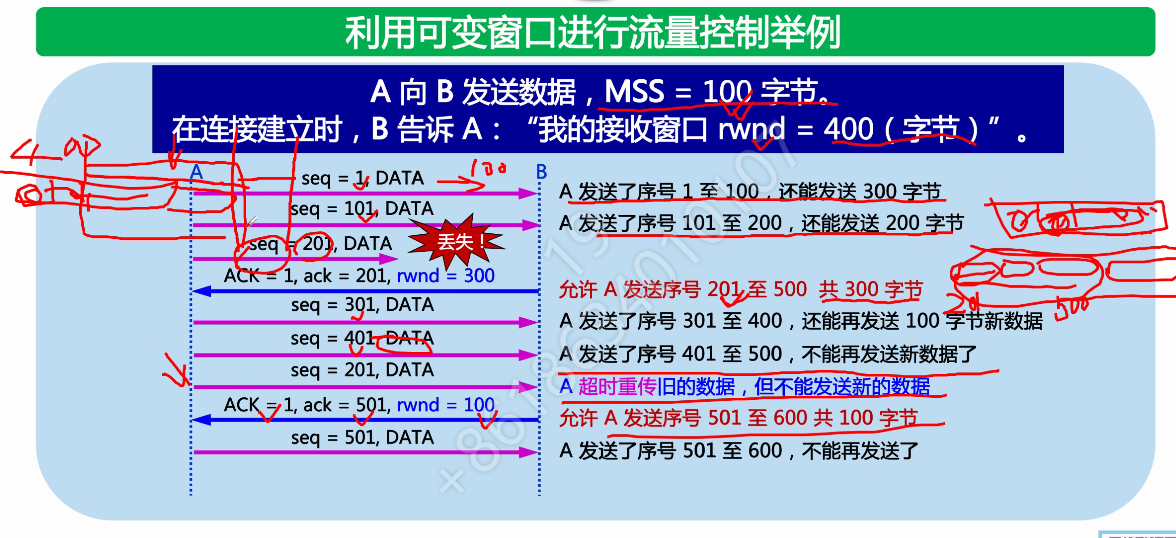 利用可变窗口进行流量控制举例
A 向 B 发送数据，MSS = 100 字节。
在连接建立时，B 告诉 A：“我的接收窗口 rwnd = 400（字节）”。
A
B
seq = 1, DATA
100
A 发送了序号 1 至 100，还能发送 300 字节
seq = 101, DATA
A 发送了序号 101 至 200，还能发送 200 字节
seq = 201, DATA
丢失！
ACK = 1, ack = 201, rwnd = 300
允许 A 发送序号 201 至 500 共 300 字节
seq = 301, DATA
A 发送了序号 301 至 400，还能再发送 100 字节新数据
seq = 401, DATA
A 发送了序号 401 至 500，不能再发送新数据了
seq = 201, DATA
A 超时重传旧的数据，但不能发送新的数据
ACK = 1, ack = 501, rwnd = 100
允许 A 发送序号 501 至 600 共 100 字节
seq = 501, DATA
A 发送了序号 501 至 600，不能再发送了
201
500